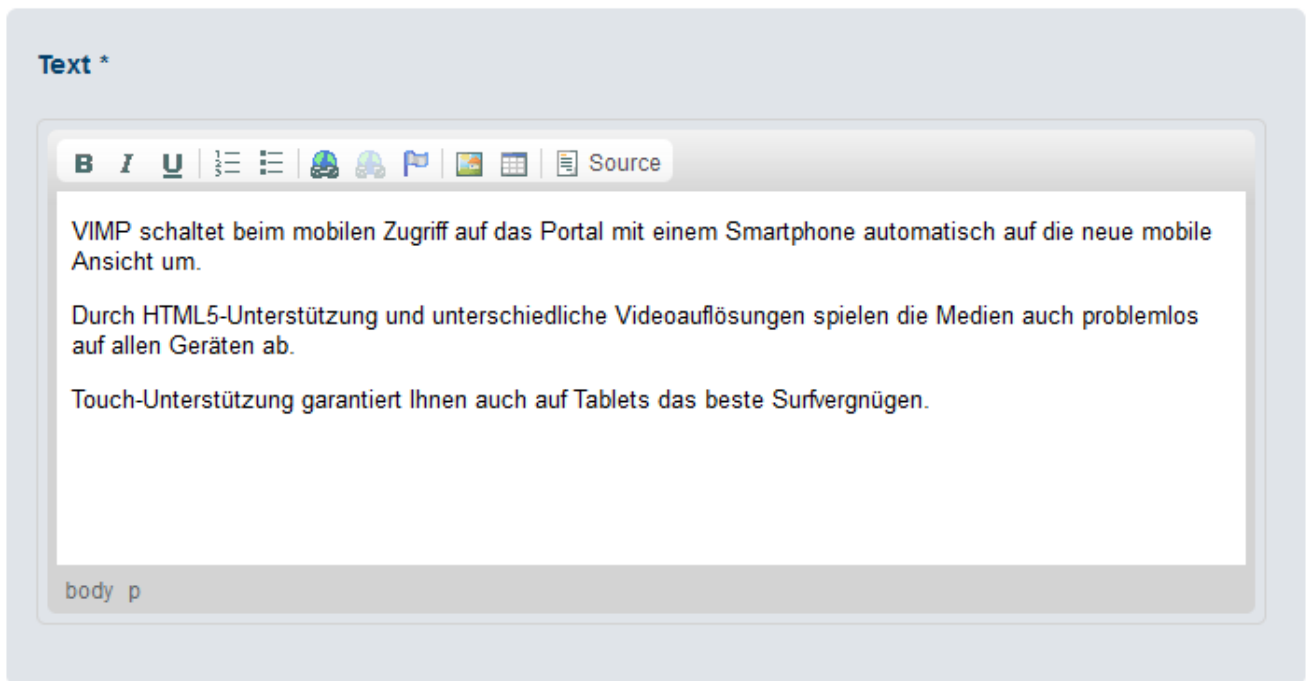 Text *
B I U Source
VIMP schaltet beim mobilen Zugriff auf das Portal mit einem Smartphone automatisch auf die neue mobile
Ansicht um.
Durch HTML5-Unterstützung und unterschiedliche Videoauflösungen spielen die Medien auch problemlos
auf allen Geräten ab.
Touch-Unterstützung garantiert Ihnen auch auf Tablets das beste Surfvergnügen.
body p